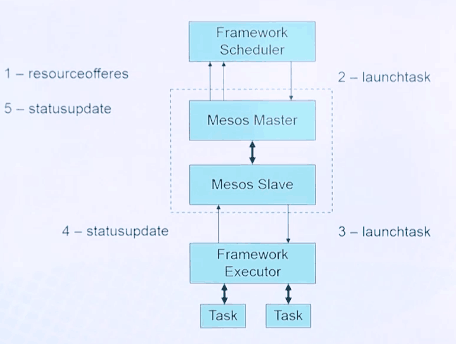 Framework
Scheduler
1 – resourceofferes
2 – launchtask
5 – statusupdate
Mesos Master
Mesos Slave
4 – statusupdate
3 – launchtask
Framework
Executor
Task
Task